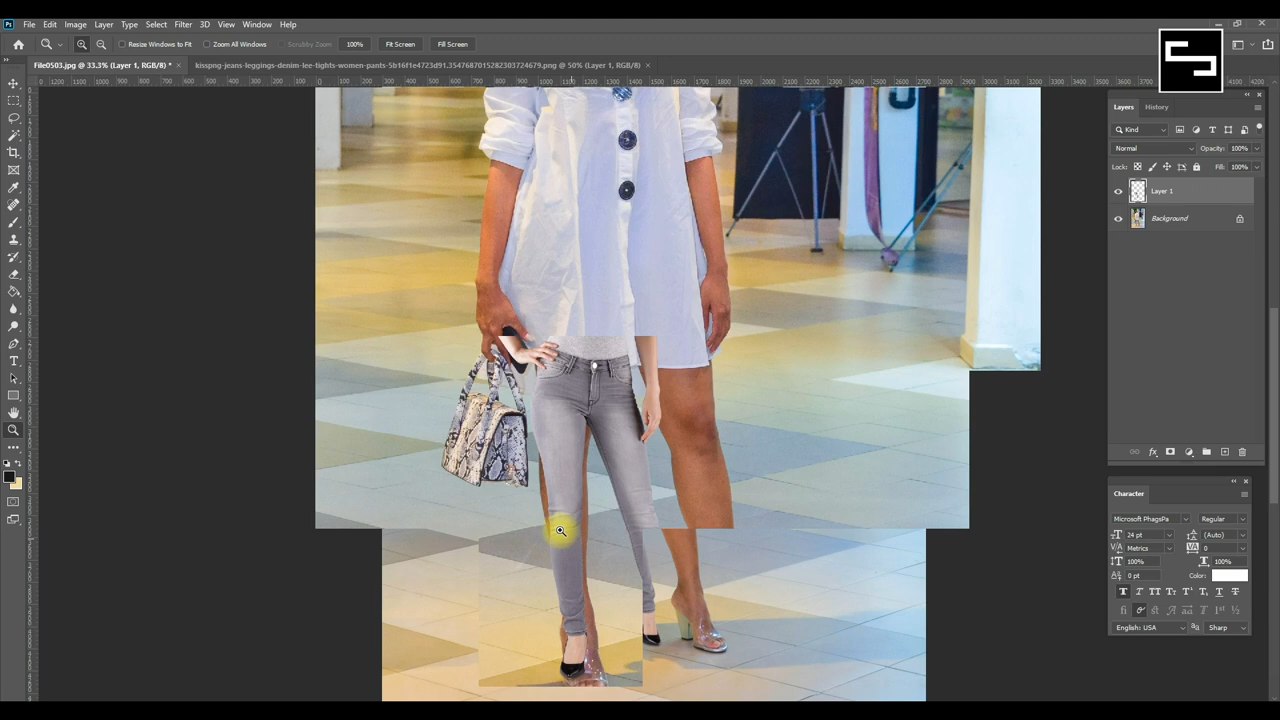 Ps File Edit Image Layer Type Select Filter 3D View Window Help
Resize Windows to Fit Zoom All Windows Scrubby Zoom 100% Fit Screen Fill Screen
File0503.jpg @ 33.3% (Layer 1, RGB/8) * ×
kisspng-jeans-leggings-denim-lee-tights-women-pants-5b16f1e4723d91.3547687015282303724679.png @ 50% (Layer 1, RGB/8) ×
Layers History
Kind
Normal Opacity: 100%
Lock: Fill: 100%
Layer 1
Background
Character
Microsoft PhagsPa Regular
24 pt (Auto)
Metrics 0
100% 100%
0 pt Color:
English: USA Sharp